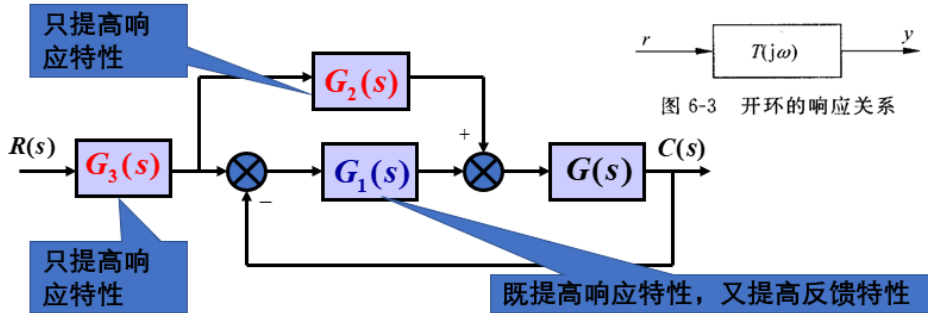 只提高响
应特性
r
T(jω)
y
图 6-3 开环的响应关系
G₂(s)
+
R(s)
G₃(s)
G₁(s)
G(s)
C(s)
−
只提高响
应特性
既提高响应特性，又提高反馈特性